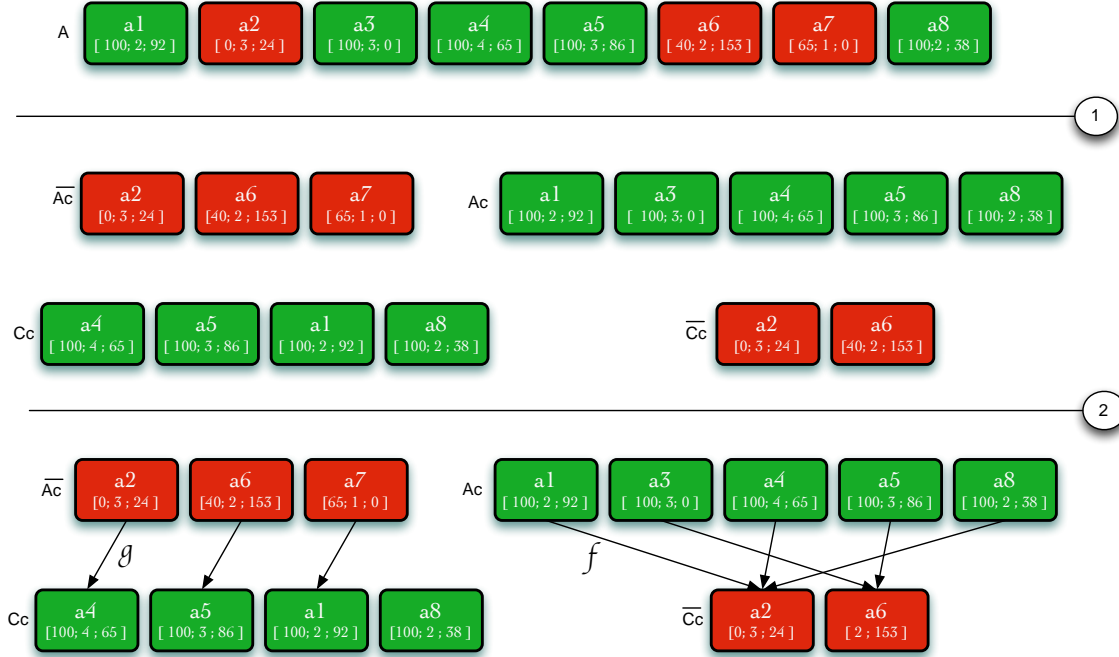 A
a1 a2 a3 a4 a5 a6 a7 a8
[ 100; 2; 92 ] [ 0; 3 ; 24 ] [100; 3; 0 ] [ 100; 4 ; 65 ] [100; 3 ; 86 ] [40; 2 ; 153 ] [ 65; 1 ; 0 ] [ 100;2 ; 38 ]
1
Ac
a2 a6 a7
[0; 3 ; 24 ] [40; 2 ; 153 ] [ 65; 1 ; 0 ]
Ac
a1 a3 a4 a5 a8
[ 100; 2 ; 92 ] [ 100; 3 ; 0 ] [ 100; 4; 65 ] [ 100; 3 ; 86 ] [ 100; 2 ; 38 ]
Cc
a4 a5 a1 a8
[ 100; 4 ; 65 ] [ 100; 3 ; 86 ] [ 100; 2 ; 92 ] [ 100; 2 ; 38 ]
Cc
a2 a6
[0; 3 ; 24 ] [40; 2 ; 153 ]
2
Ac
a2 a6 a7
[0; 3 ; 24 ] [40; 2 ; 153 ] [65; 1 ; 0 ]
Ac
a1 a3 a4 a5 a8
[100; 2 ; 92 ] [ 100; 3 ; 0 ] [100; 4 ; 65 ] [ 100; 3 ; 86 ] [ 100; 2 ; 38 ]
g
f
Cc
a4 a5 a1 a8
[100; 4 ; 65 ] [ 100; 3 ; 86 ] [ 100; 2 ; 92 ] [100; 2 ; 38 ]
Cc
a2 a6
[0; 3 ; 24 ] [ 2 ; 153 ]